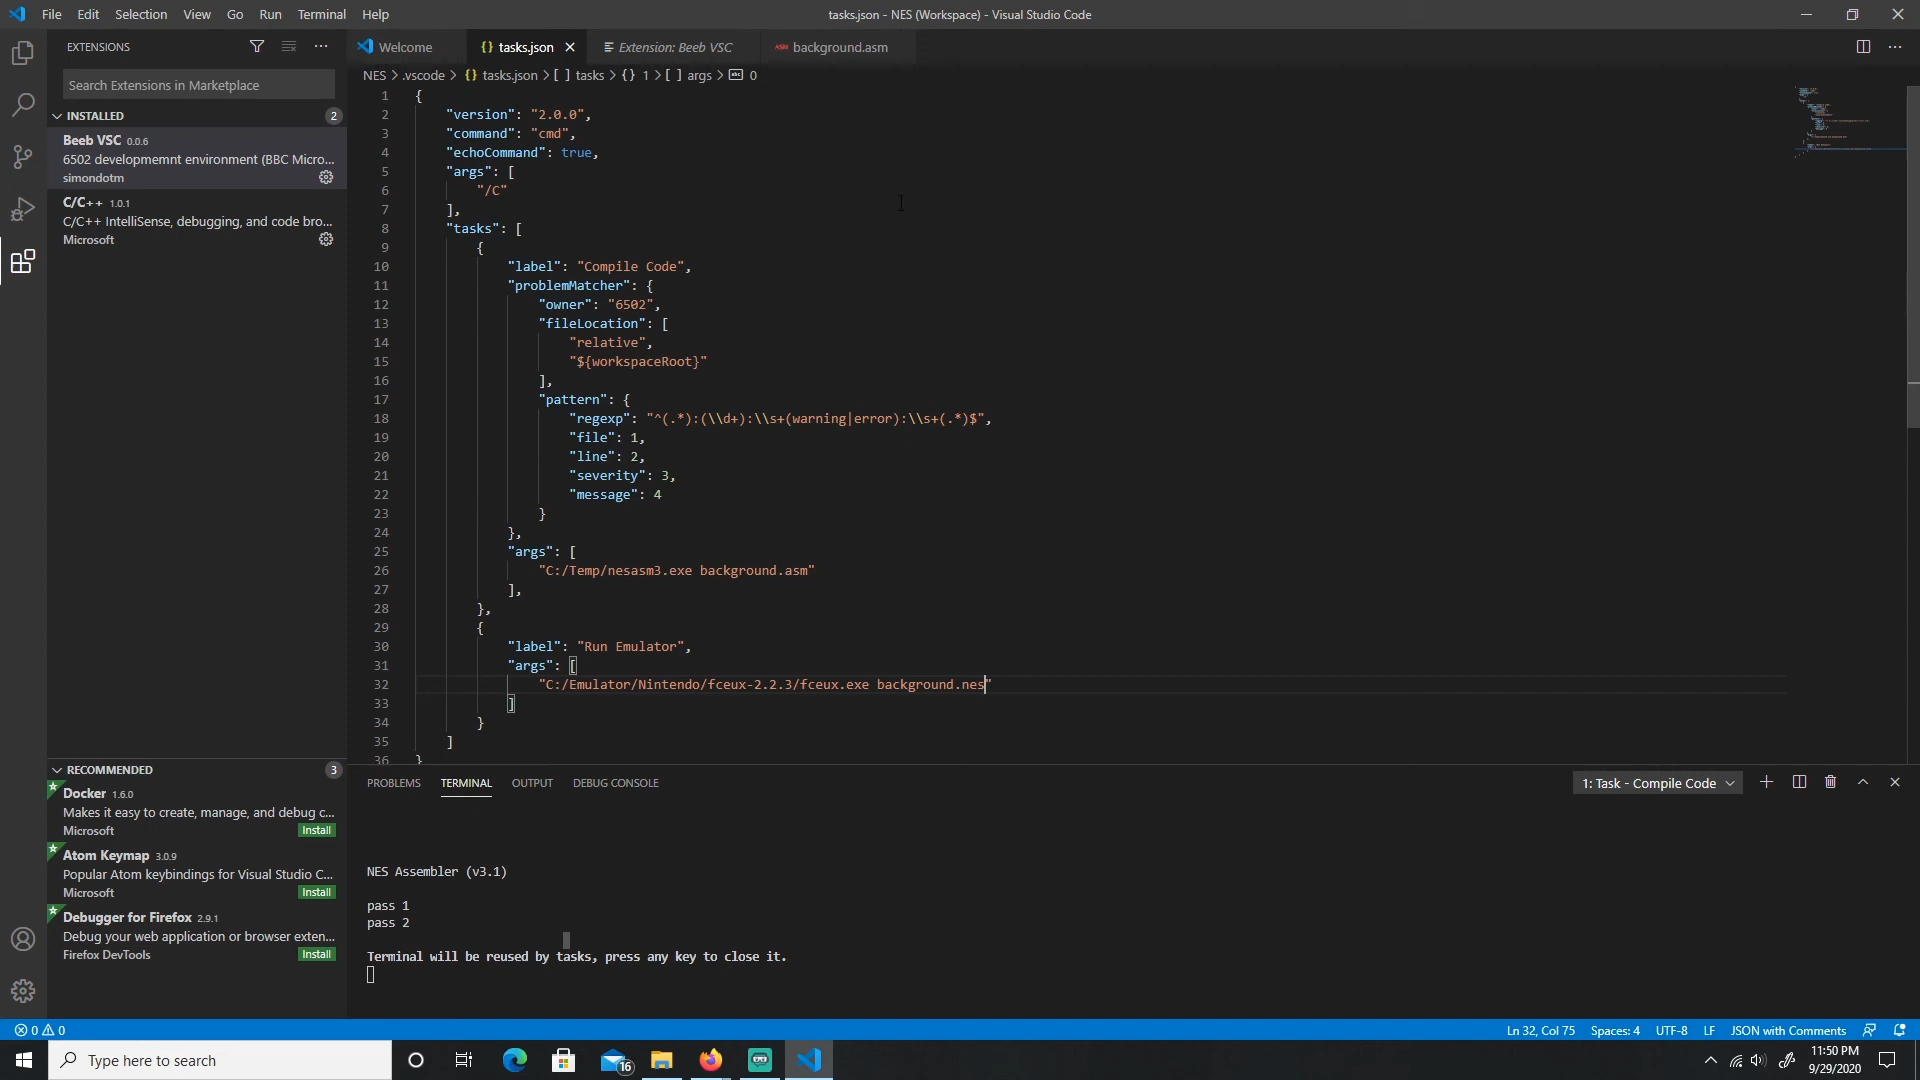 File Edit Selection View Go Run Terminal Help
tasks.json - NES (Workspace) - Visual Studio Code
EXTENSIONS
Search Extensions in Marketplace
INSTALLED 2
Beeb VSC 0.0.6
6502 developmemnt environment (BBC Micro...
simondotm
C/C++ 1.0.1
C/C++ IntelliSense, debugging, and code bro...
Microsoft
RECOMMENDED 3
Docker 1.6.0
Makes it easy to create, manage, and debug c...
Microsoft Install
Atom Keymap 3.0.9
Popular Atom keybindings for Visual Studio C...
Microsoft Install
Debugger for Firefox 2.9.1
Debug your web application or browser exten...
Firefox DevTools Install
Welcome {} tasks.json Extension: Beeb VSC ASM background.asm
NES > .vscode > {} tasks.json > [ ] tasks > {} 1 > [ ] args > abc 0
1 {
2 "version": "2.0.0",
3 "command": "cmd",
4 "echoCommand": true,
5 "args": [
6 "/C"
7 ],
8 "tasks": [
9 {
10 "label": "Compile Code",
11 "problemMatcher": {
12 "owner": "6502",
13 "fileLocation": [
14 "relative",
15 "${workspaceRoot}"
16 ],
17 "pattern": {
18 "regexp": "^(.*):(\\d+):\\s+(warning|error):\\s+(.*)$",
19 "file": 1,
20 "line": 2,
21 "severity": 3,
22 "message": 4
23 }
24 },
25 "args": [
26 "C:/Temp/nesasm3.exe background.asm"
27 ],
28 },
29 {
30 "label": "Run Emulator",
31 "args": [
32 "C:/Emulator/Nintendo/fceux-2.2.3/fceux.exe background.nes"
33 ]
34 }
35 ]
36 }
PROBLEMS TERMINAL OUTPUT DEBUG CONSOLE
1: Task - Compile Code
NES Assembler (v3.1)
pass 1
pass 2
Terminal will be reused by tasks, press any key to close it.
0 0
Ln 32, Col 75 Spaces: 4 UTF-8 LF JSON with Comments
Type here to search
16
11:50 PM
9/29/2020